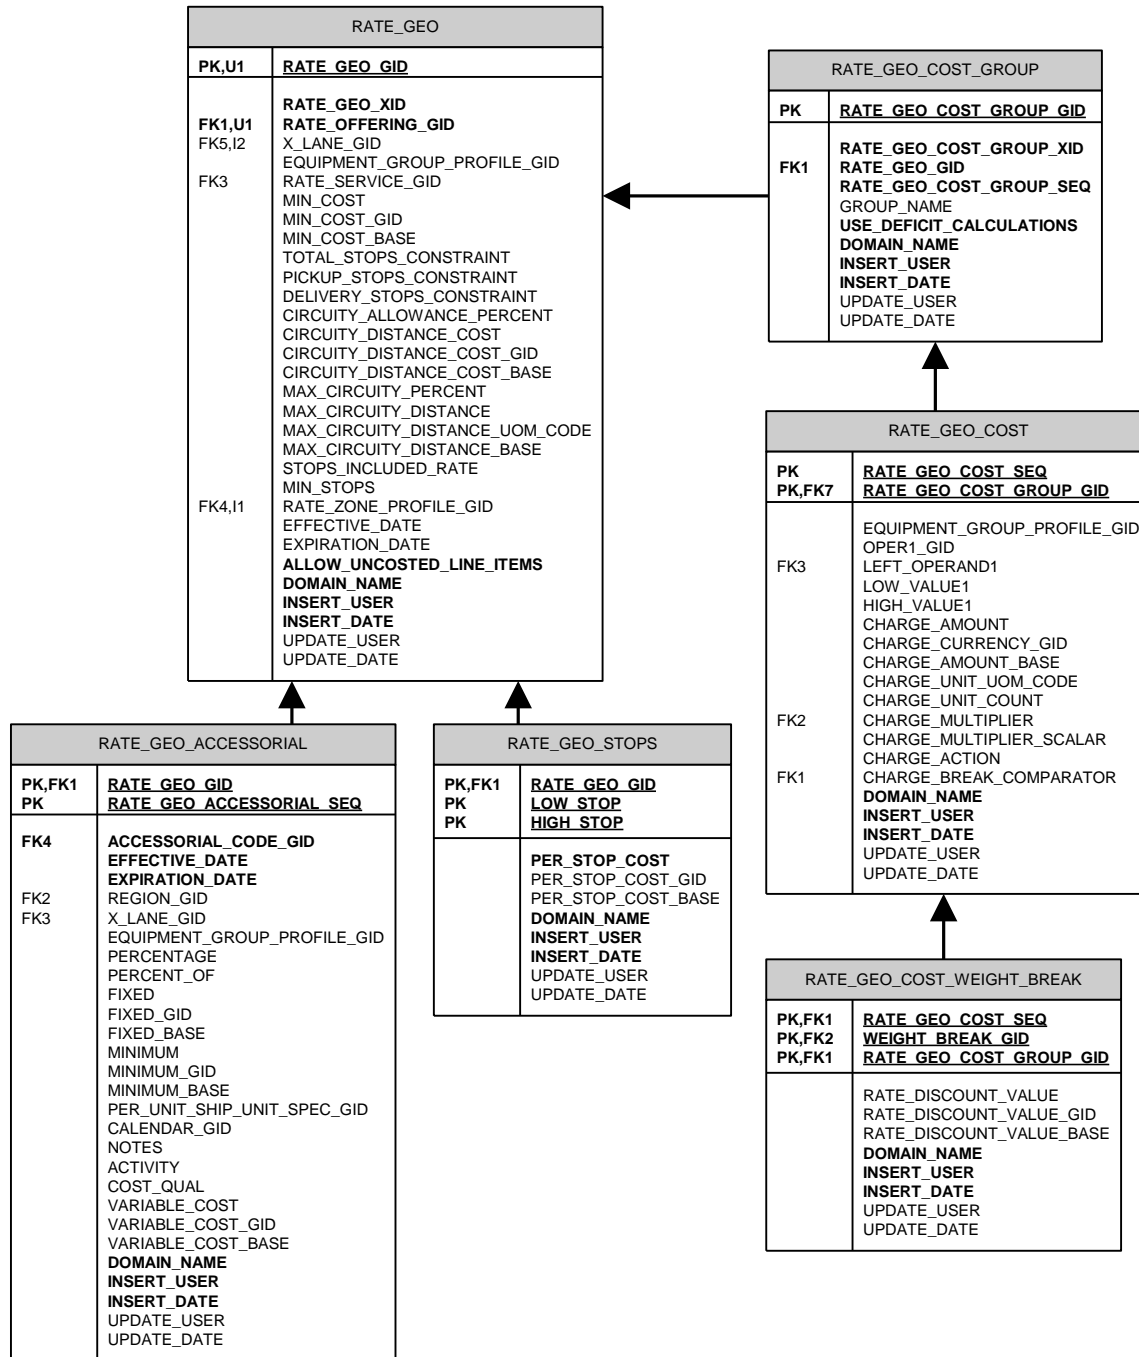 RATE_GEO
PK,U1 RATE_GEO_GID
RATE_GEO_XID
FK1,U1 RATE_OFFERING_GID
FK5,I2 X_LANE_GID
EQUIPMENT_GROUP_PROFILE_GID
FK3 RATE_SERVICE_GID
MIN_COST
MIN_COST_GID
MIN_COST_BASE
TOTAL_STOPS_CONSTRAINT
PICKUP_STOPS_CONSTRAINT
DELIVERY_STOPS_CONSTRAINT
CIRCUITY_ALLOWANCE_PERCENT
CIRCUITY_DISTANCE_COST
CIRCUITY_DISTANCE_COST_GID
CIRCUITY_DISTANCE_COST_BASE
MAX_CIRCUITY_PERCENT
MAX_CIRCUITY_DISTANCE
MAX_CIRCUITY_DISTANCE_UOM_CODE
MAX_CIRCUITY_DISTANCE_BASE
STOPS_INCLUDED_RATE
MIN_STOPS
FK4,I1 RATE_ZONE_PROFILE_GID
EFFECTIVE_DATE
EXPIRATION_DATE
ALLOW_UNCOSTED_LINE_ITEMS
DOMAIN_NAME
INSERT_USER
INSERT_DATE
UPDATE_USER
UPDATE_DATE
RATE_GEO_COST_GROUP
PK RATE_GEO_COST_GROUP_GID
RATE_GEO_COST_GROUP_XID
FK1 RATE_GEO_GID
RATE_GEO_COST_GROUP_SEQ
GROUP_NAME
USE_DEFICIT_CALCULATIONS
DOMAIN_NAME
INSERT_USER
INSERT_DATE
UPDATE_USER
UPDATE_DATE
RATE_GEO_COST
PK RATE_GEO_COST_SEQ
PK,FK7 RATE_GEO_COST_GROUP_GID
EQUIPMENT_GROUP_PROFILE_GID
OPER1_GID
FK3 LEFT_OPERAND1
LOW_VALUE1
HIGH_VALUE1
CHARGE_AMOUNT
CHARGE_CURRENCY_GID
CHARGE_AMOUNT_BASE
CHARGE_UNIT_UOM_CODE
CHARGE_UNIT_COUNT
FK2 CHARGE_MULTIPLIER
CHARGE_MULTIPLIER_SCALAR
CHARGE_ACTION
FK1 CHARGE_BREAK_COMPARATOR
DOMAIN_NAME
INSERT_USER
INSERT_DATE
UPDATE_USER
UPDATE_DATE
RATE_GEO_ACCESSORIAL
PK,FK1 RATE_GEO_GID
PK RATE_GEO_ACCESSORIAL_SEQ
FK4 ACCESSORIAL_CODE_GID
EFFECTIVE_DATE
EXPIRATION_DATE
FK2 REGION_GID
FK3 X_LANE_GID
EQUIPMENT_GROUP_PROFILE_GID
PERCENTAGE
PERCENT_OF
FIXED
FIXED_GID
FIXED_BASE
MINIMUM
MINIMUM_GID
MINIMUM_BASE
PER_UNIT_SHIP_UNIT_SPEC_GID
CALENDAR_GID
NOTES
ACTIVITY
COST_QUAL
VARIABLE_COST
VARIABLE_COST_GID
VARIABLE_COST_BASE
DOMAIN_NAME
INSERT_USER
INSERT_DATE
UPDATE_USER
UPDATE_DATE
RATE_GEO_STOPS
PK,FK1 RATE_GEO_GID
PK LOW_STOP
PK HIGH_STOP
PER_STOP_COST
PER_STOP_COST_GID
PER_STOP_COST_BASE
DOMAIN_NAME
INSERT_USER
INSERT_DATE
UPDATE_USER
UPDATE_DATE
RATE_GEO_COST_WEIGHT_BREAK
PK,FK1 RATE_GEO_COST_SEQ
PK,FK2 WEIGHT_BREAK_GID
PK,FK1 RATE_GEO_COST_GROUP_GID
RATE_DISCOUNT_VALUE
RATE_DISCOUNT_VALUE_GID
RATE_DISCOUNT_VALUE_BASE
DOMAIN_NAME
INSERT_USER
INSERT_DATE
UPDATE_USER
UPDATE_DATE